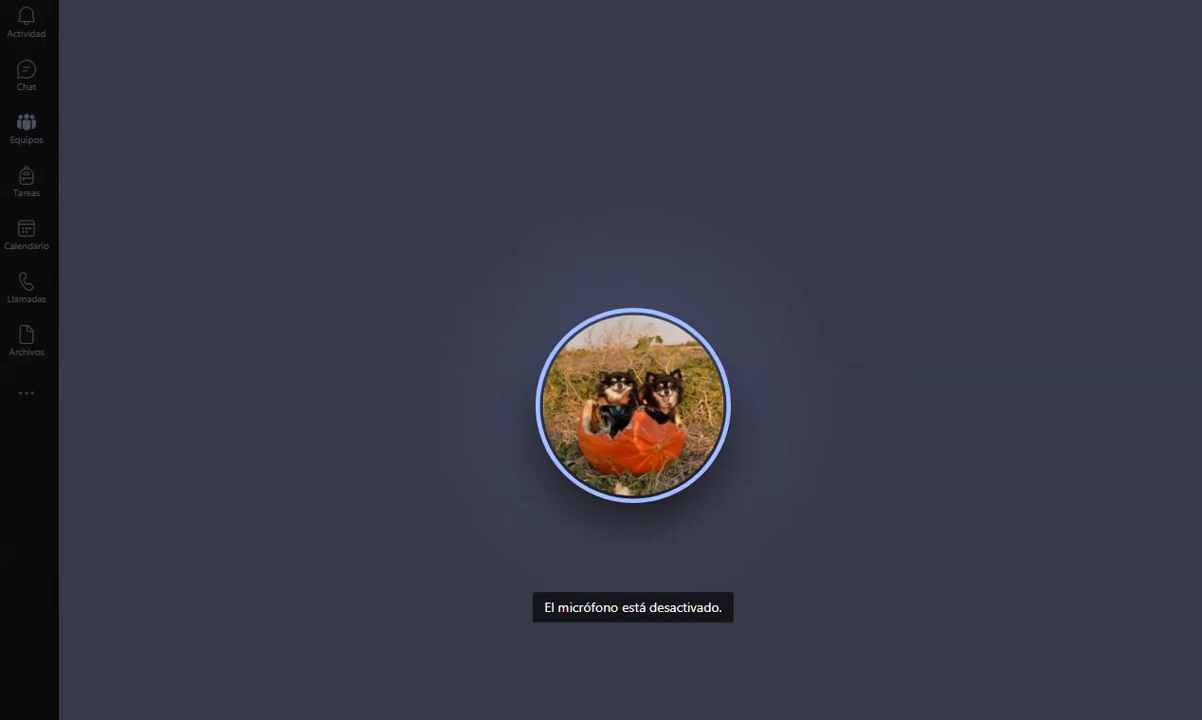 Actividad
Chat
Equipos
Tareas
Calendario
Llamadas
Archivos
El micrófono está desactivado.